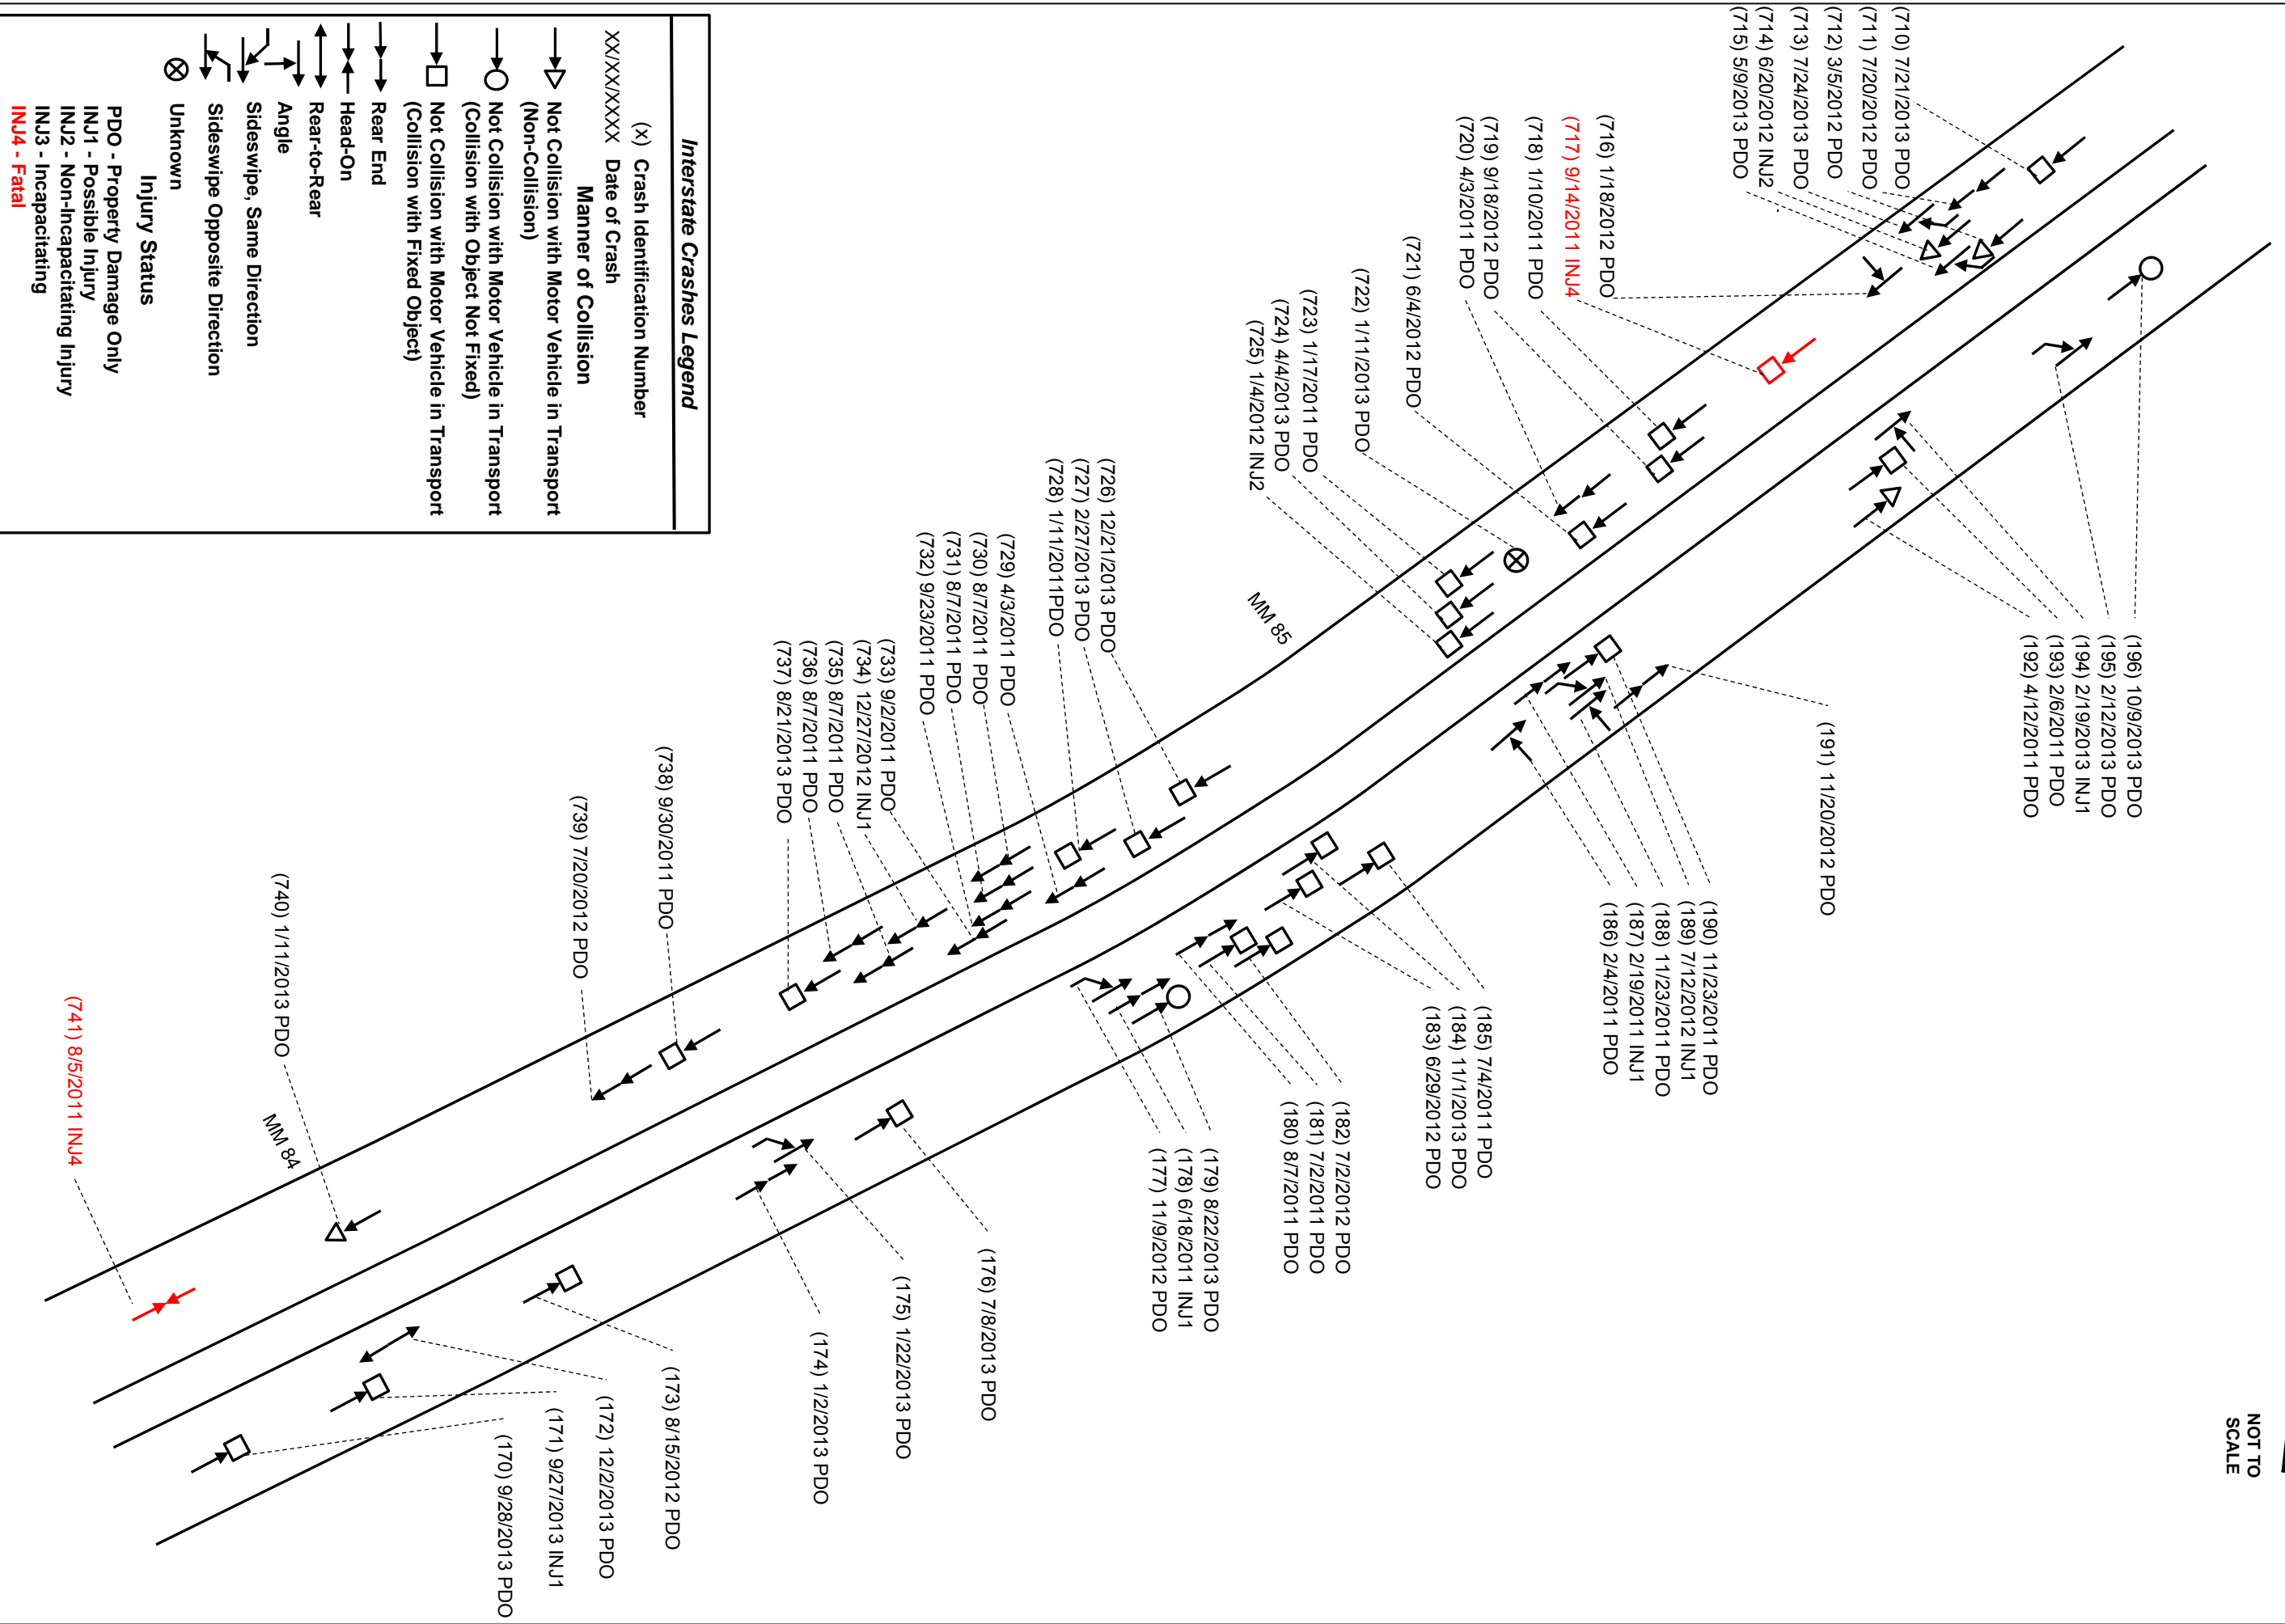 (710) 7/21/2013 PDO
(711) 7/20/2012 PDO
(712) 3/5/2012 PDO
(713) 7/24/2013 PDO
(714) 6/20/2012 INJ2
(715) 5/9/2013 PDO
(716) 1/18/2012 PDO
(717) 9/14/2011 INJ4
(718) 1/10/2011 PDO
(719) 9/18/2012 PDO
(720) 4/3/2011 PDO
(721) 6/4/2012 PDO
(722) 1/11/2013 PDO
(723) 1/17/2011 PDO
(724) 4/4/2013 PDO
(725) 1/4/2012 INJ2
MM 85
(726) 12/21/2013 PDO
(727) 2/27/2013 PDO
(728) 1/11/2011PDO
(729) 4/3/2011 PDO
(730) 8/7/2011 PDO
(731) 8/7/2011 PDO
(732) 9/23/2011 PDO
(733) 9/2/2011 PDO
(734) 12/27/2012 INJ1
(735) 8/7/2011 PDO
(736) 8/7/2011 PDO
(737) 8/21/2013 PDO
(738) 9/30/2011 PDO
(739) 7/20/2012 PDO
(740) 1/11/2013 PDO
MM 84
(741) 8/5/2011 INJ4
(196) 10/9/2013 PDO
(195) 2/12/2013 PDO
(194) 2/19/2013 INJ1
(193) 2/6/2011 PDO
(192) 4/12/2011 PDO
(191) 11/20/2012 PDO
(190) 11/23/2011 PDO
(189) 7/12/2012 INJ1
(188) 11/23/2011 PDO
(187) 2/19/2011 INJ1
(186) 2/4/2011 PDO
(185) 7/4/2011 PDO
(184) 11/1/2013 PDO
(183) 6/29/2012 PDO
(182) 7/2/2012 PDO
(181) 7/2/2011 PDO
(180) 8/7/2011 PDO
(179) 8/22/2013 PDO
(178) 6/18/2011 INJ1
(177) 11/9/2012 PDO
(176) 7/8/2013 PDO
(175) 1/22/2013 PDO
(174) 1/2/2013 PDO
(173) 8/15/2012 PDO
(172) 12/2/2013 PDO
(171) 9/27/2013 INJ1
(170) 9/28/2013 PDO
NOT TO
SCALE
Interstate Crashes Legend
(x) Crash Identification Number
XX/XX/XXXX Date of Crash
Manner of Collision
Not Collision with Motor Vehicle in Transport
(Non-Collision)
Not Collision with Motor Vehicle in Transport
(Collision with Object Not Fixed)
Not Collision with Motor Vehicle in Transport
(Collision with Fixed Object)
Rear End
Head-On
Rear-to-Rear
Angle
Sideswipe, Same Direction
Sideswipe Opposite Direction
Unknown
Injury Status
PDO - Property Damage Only
INJ1 - Possible Injury
INJ2 - Non-Incapacitating Injury
INJ3 - Incapacitating
INJ4 - Fatal